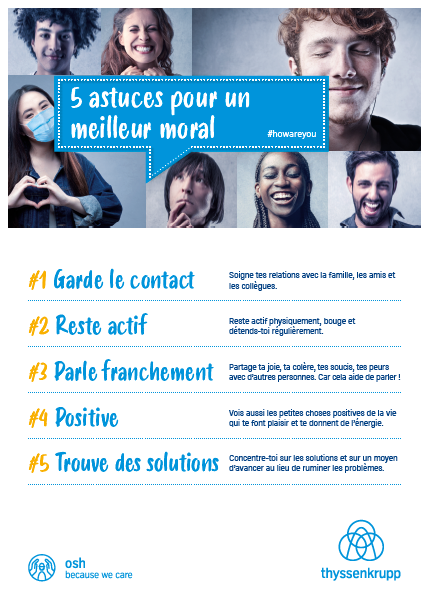 5 astuces pour un
meilleur moral
#howareyou
#1 Garde le contact
Soigne tes relations avec la famille, les amis et
les collègues.
#2 Reste actif
Reste actif physiquement, bouge et
détends-toi régulièrement.
#3 Parle franchement
Partage ta joie, ta colère, tes soucis, tes peurs
avec d'autres personnes. Car cela aide de parler !
#4 Positive
Vois aussi les petites choses positives de la vie
qui te font plaisir et te donnent de l'énergie.
#5 Trouve des solutions
Concentre-toi sur les solutions et sur un moyen
d'avancer au lieu de ruminer les problèmes.
osh
because we care
thyssenkrupp